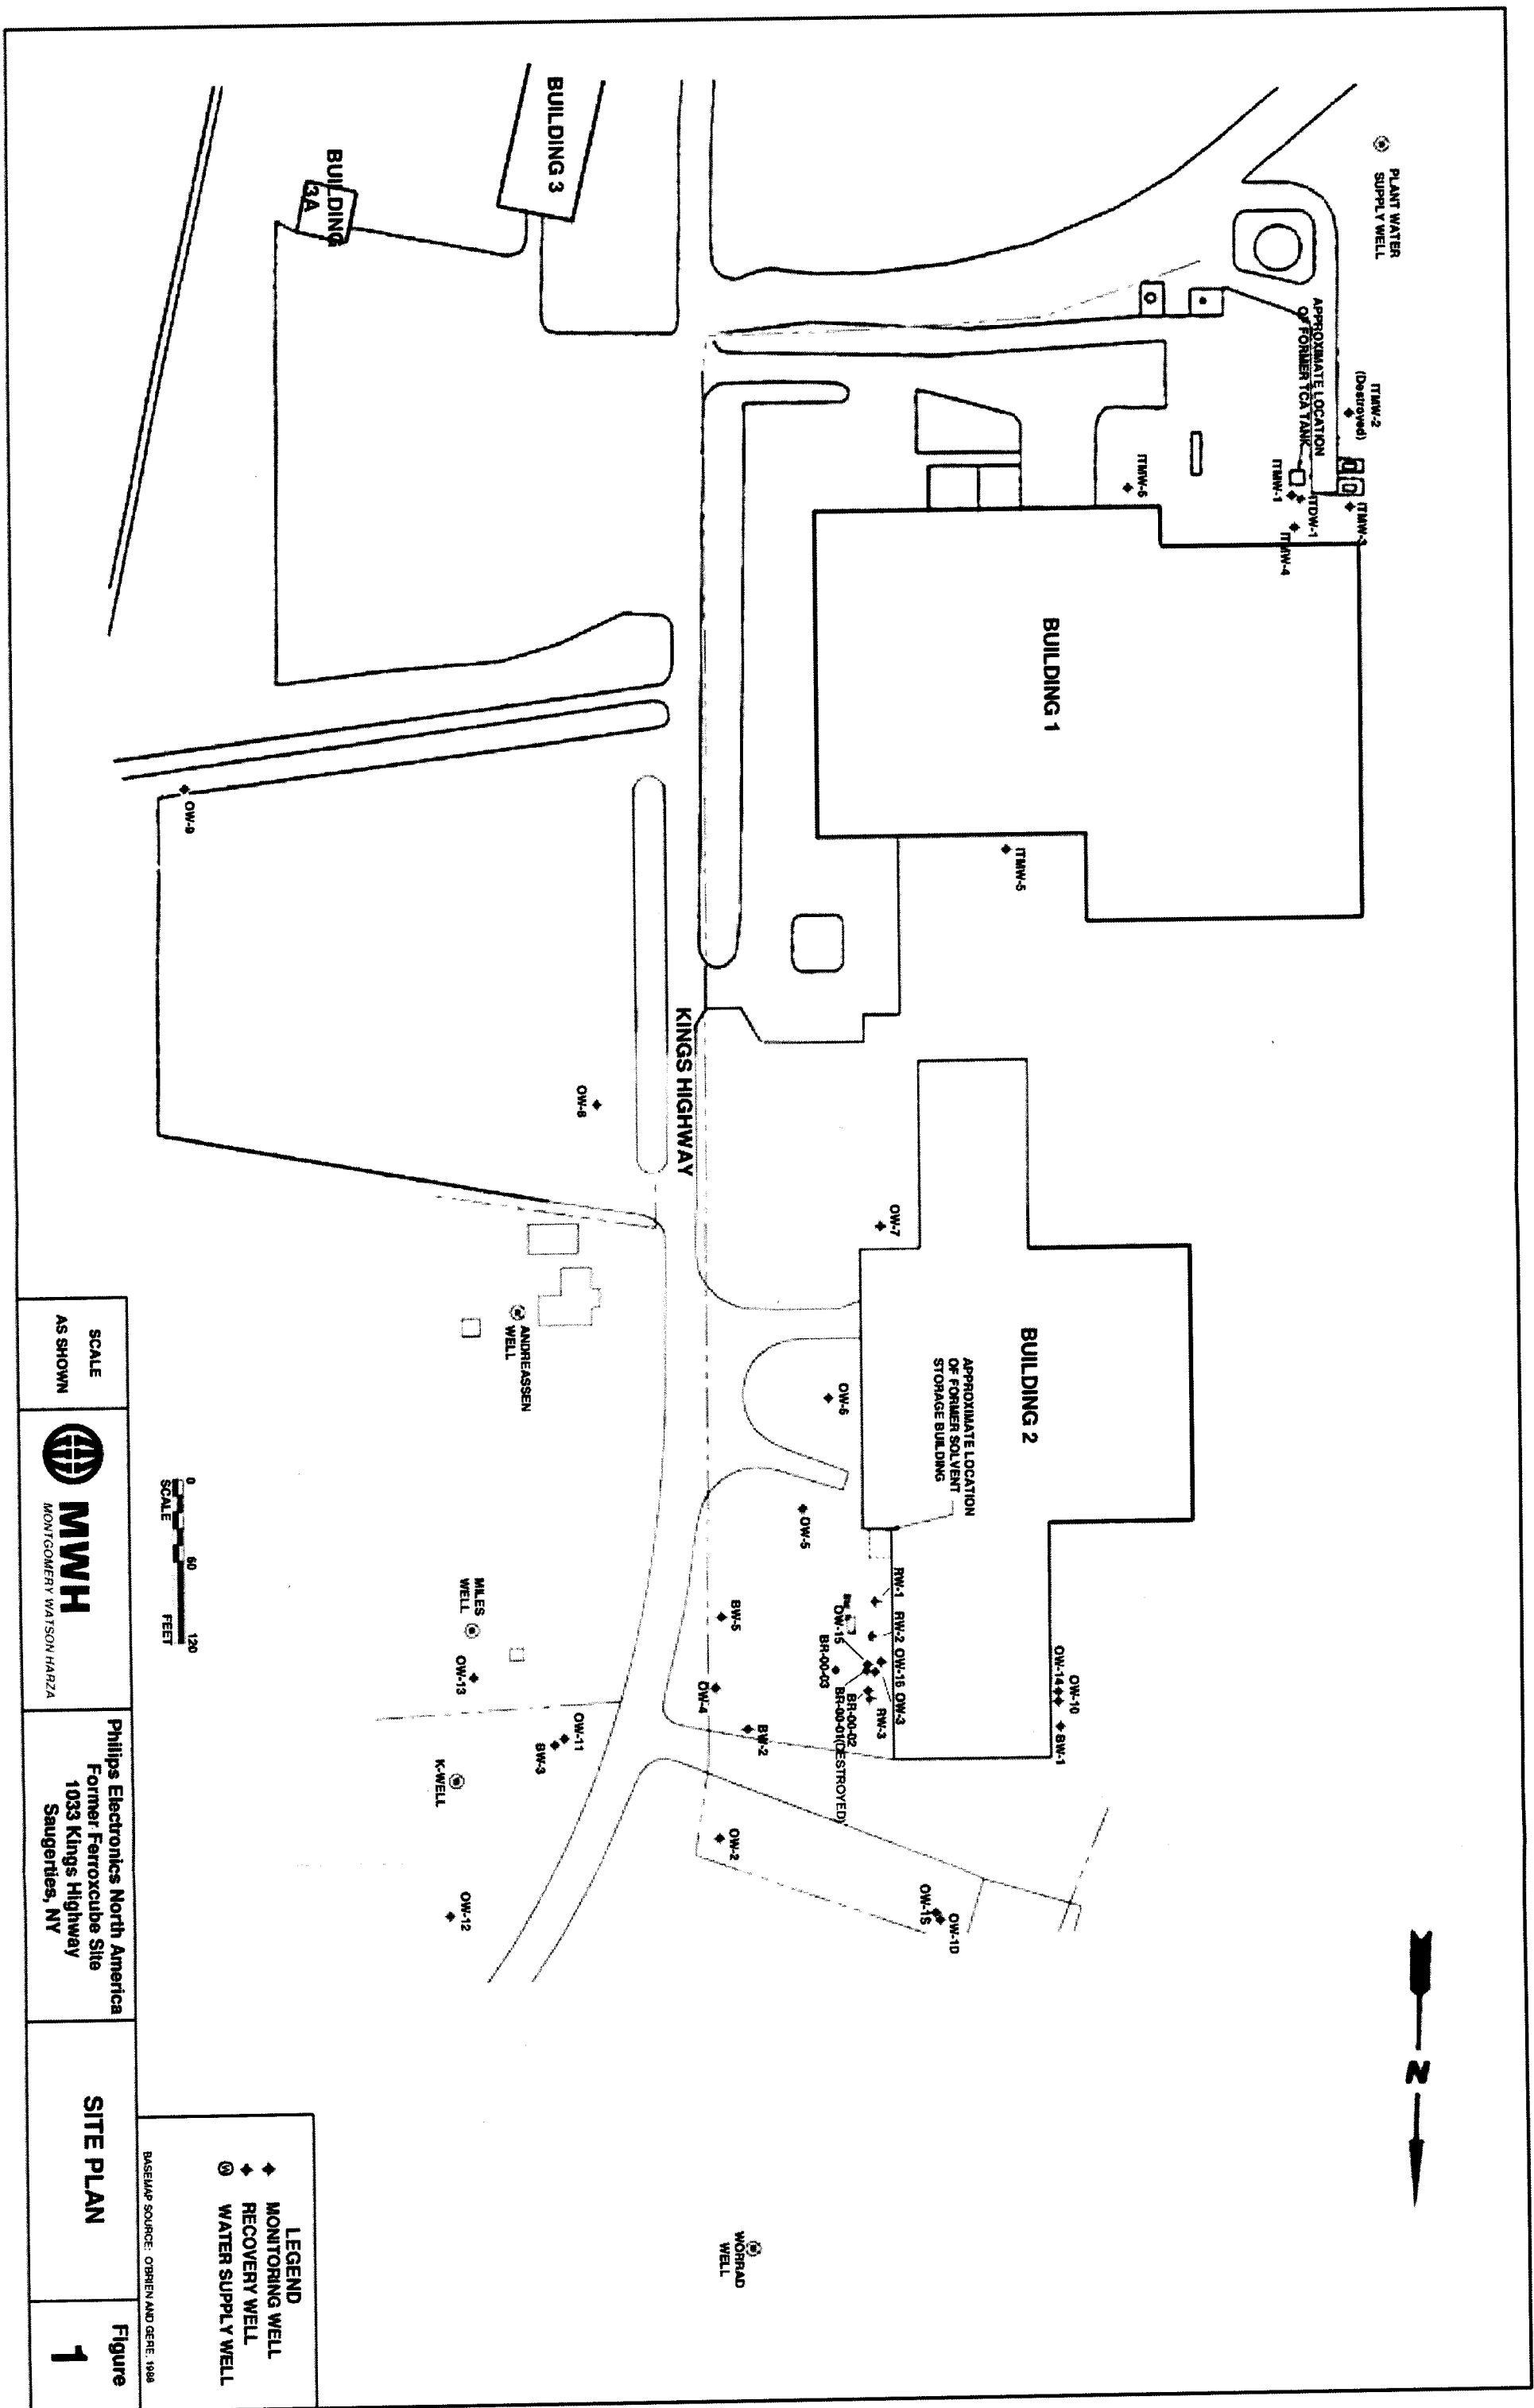 PLANT WATER
SUPPLY WELL
ITMW-2
(Destroyed)
APPROXIMATE LOCATION
OF FORMER TCA TANK
ITMW-3
ITDW-1
ITMW-1
ITMW-4
ITMW-6
BUILDING 3
BUILDING
3A
BUILDING 1
ITMW-5
OW-9
KINGS HIGHWAY
OW-8
OW-7
BUILDING 2
APPROXIMATE LOCATION
OF FORMER SOLVENT
STORAGE BUILDING
OW-6
OW-5
ANDREASSEN
WELL
RW-1
RW-2
OW-16
OW-3
OW-15
RW-3
BR-00-03
BR-00-02
BR-00-01(DESTROYED)
OW-10
OW-14
BW-1
BW-5
OW-4
BW-2
MILES
WELL
OW-13
OW-11
BW-3
K-WELL
OW-2
OW-12
OW-1S
OW-1D
WORRAD
WELL
N
0
60
120
SCALE
FEET
LEGEND
MONITORING WELL
RECOVERY WELL
W WATER SUPPLY WELL
BASEMAP SOURCE: O'BRIEN AND GERE, 1988
SCALE
AS SHOWN
MWH
MONTGOMERY WATSON HARZA
Philips Electronics North America
Former Ferroxcube Site
1033 Kings Highway
Saugerties, NY
SITE PLAN
Figure
1